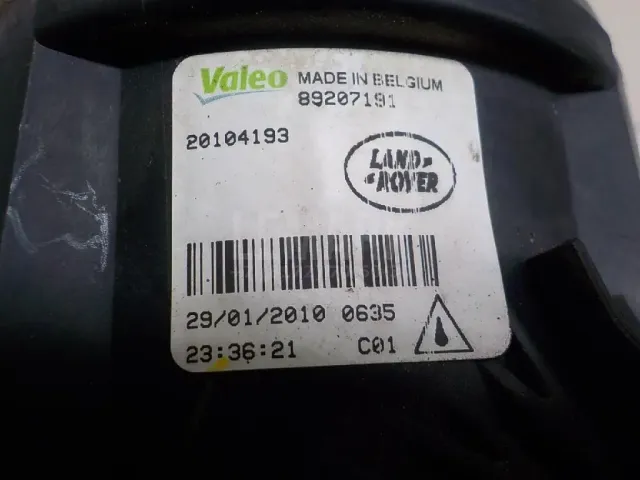 Valeo MADE IN BELGIUM
89207191
20104193
LAND-
-ROVER
29/01/2010 0635
23:36:21 C01